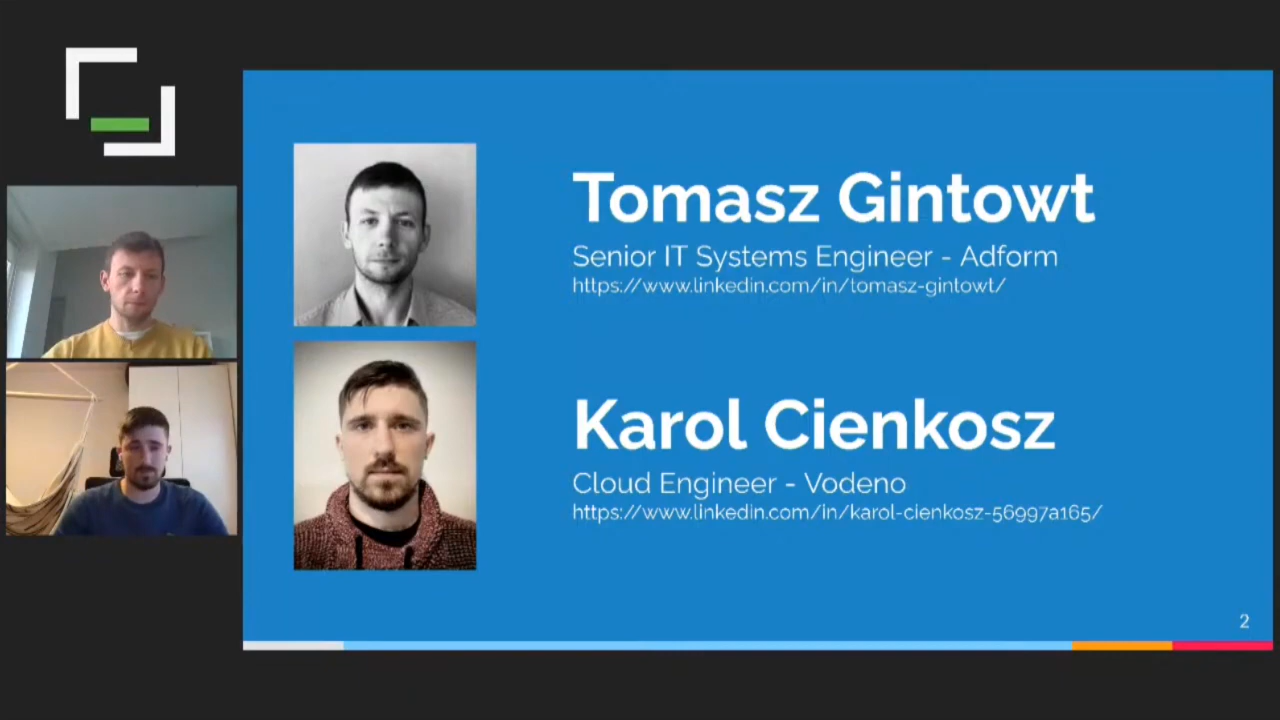 Tomasz Gintowt
Senior IT Systems Engineer - Adform
https://www.linkedin.com/in/tomasz-gintowt/
Karol Cienkosz
Cloud Engineer - Vodeno
https://www.linkedin.com/in/karol-cienkosz-56997a165/
2